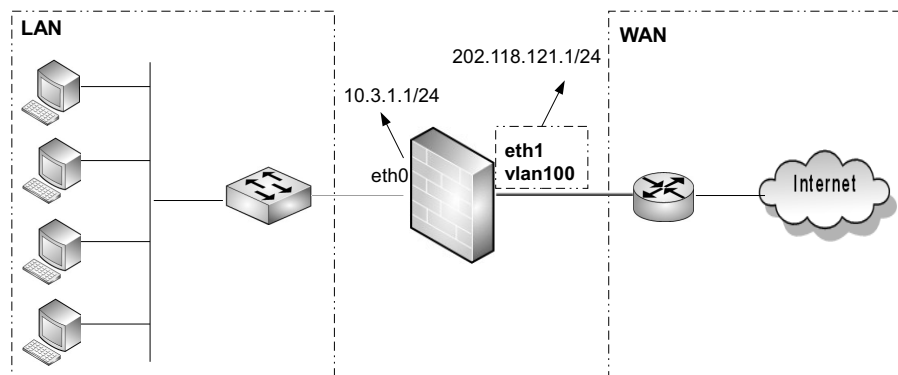 LAN
WAN
202.118.121.1/24
10.3.1.1/24
eth1
vlan100
eth0
Internet